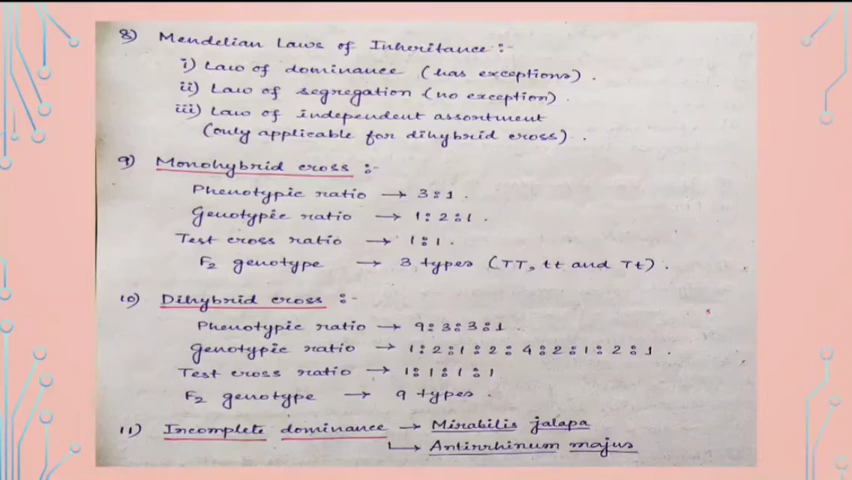 8) Mendelian Laws of Inheritance :-
i) Law of dominance (has exceptions).
ii) Law of segregation (no exception).
iii) Law of independent assortment
(only applicable for dihybrid cross).
9) Monohybrid cross :-
Phenotypic ratio → 3:1.
Genotypic ratio → 1:2:1.
Test cross ratio → 1:1.
F₂ genotype → 3 types (TT, tt and Tt).
10) Dihybrid cross :-
Phenotypic ratio → 9:3:3:1.
Genotypic ratio → 1:2:1:2:4:2:1:2:1.
Test cross ratio → 1:1:1:1
F₂ genotype → 9 types.
11) Incomplete dominance → Mirabilis jalapa
↳ Antirrhinum majus